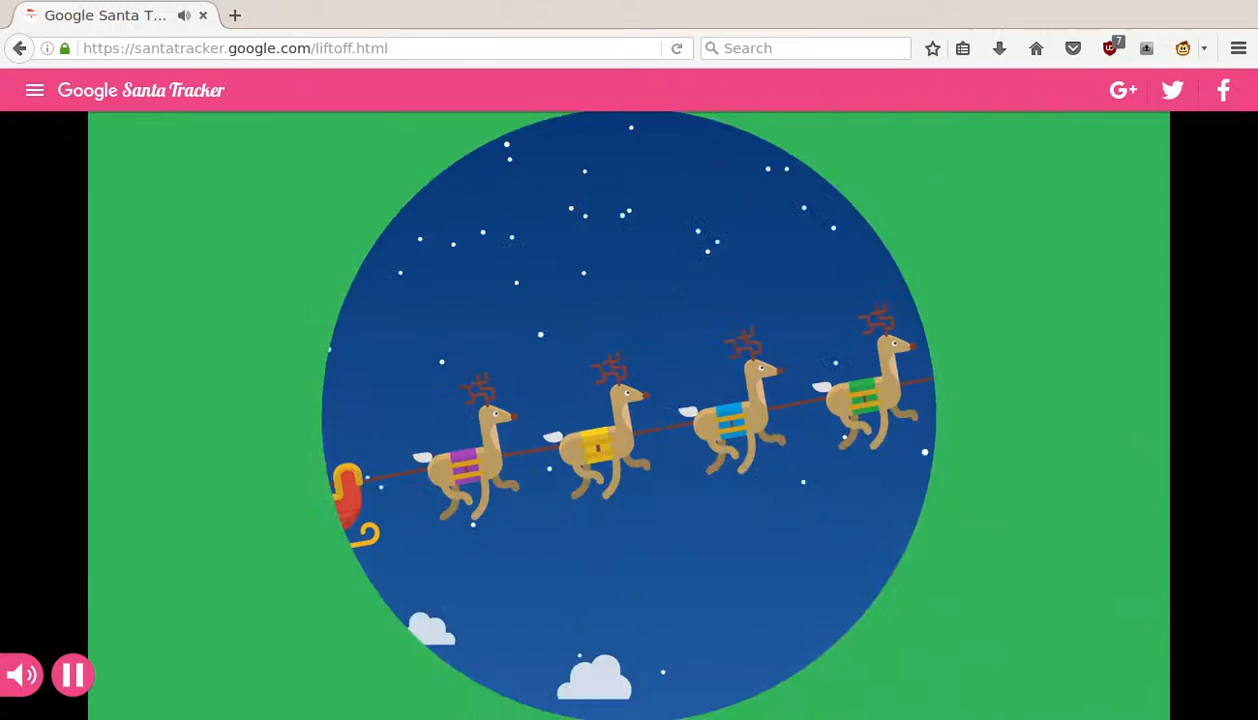 Google Santa T...
https://santatracker.google.com/liftoff.html
Search
7
Google Santa Tracker
G+